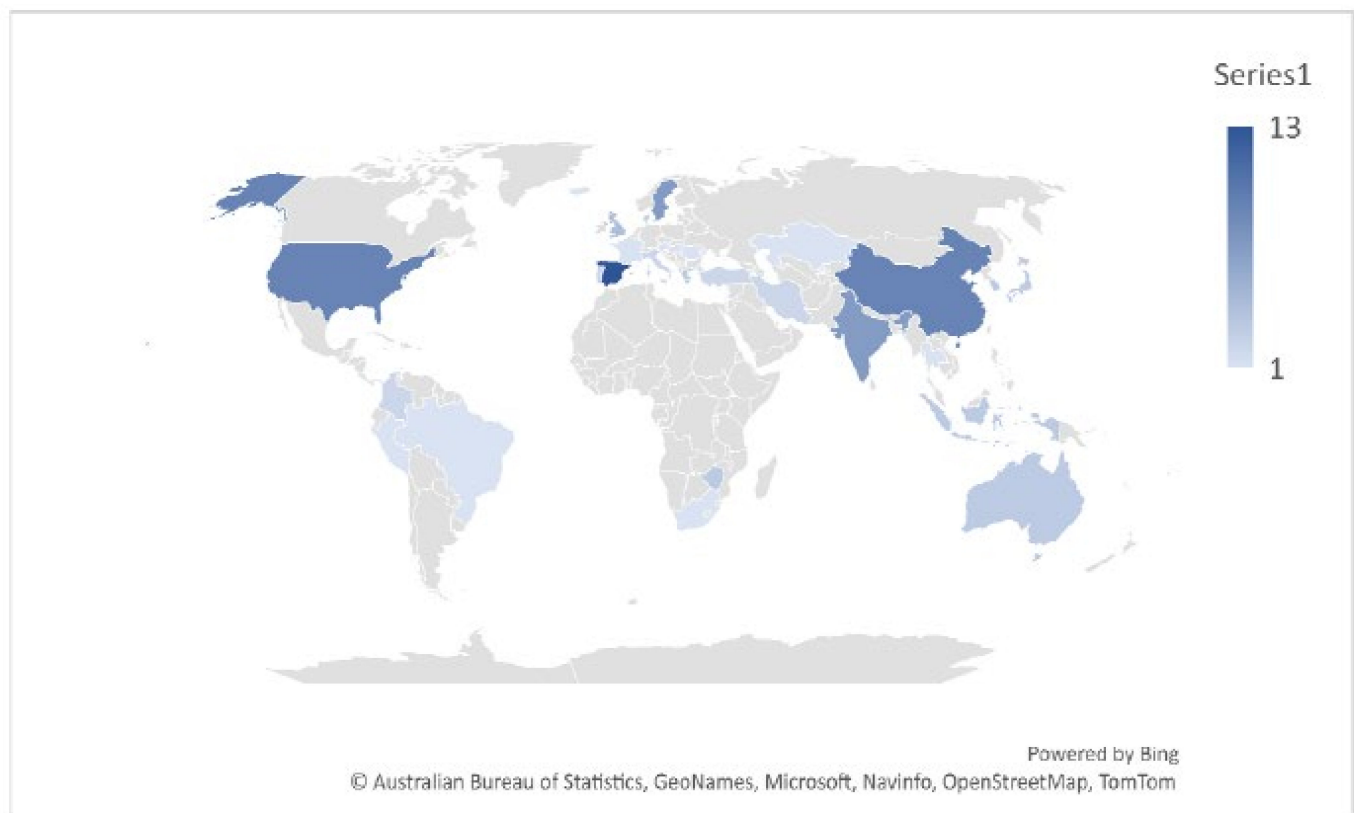 Series1
13
1
Powered by Bing
© Australian Bureau of Statistics, GeoNames, Microsoft, Navinfo, OpenStreetMap, TomTom